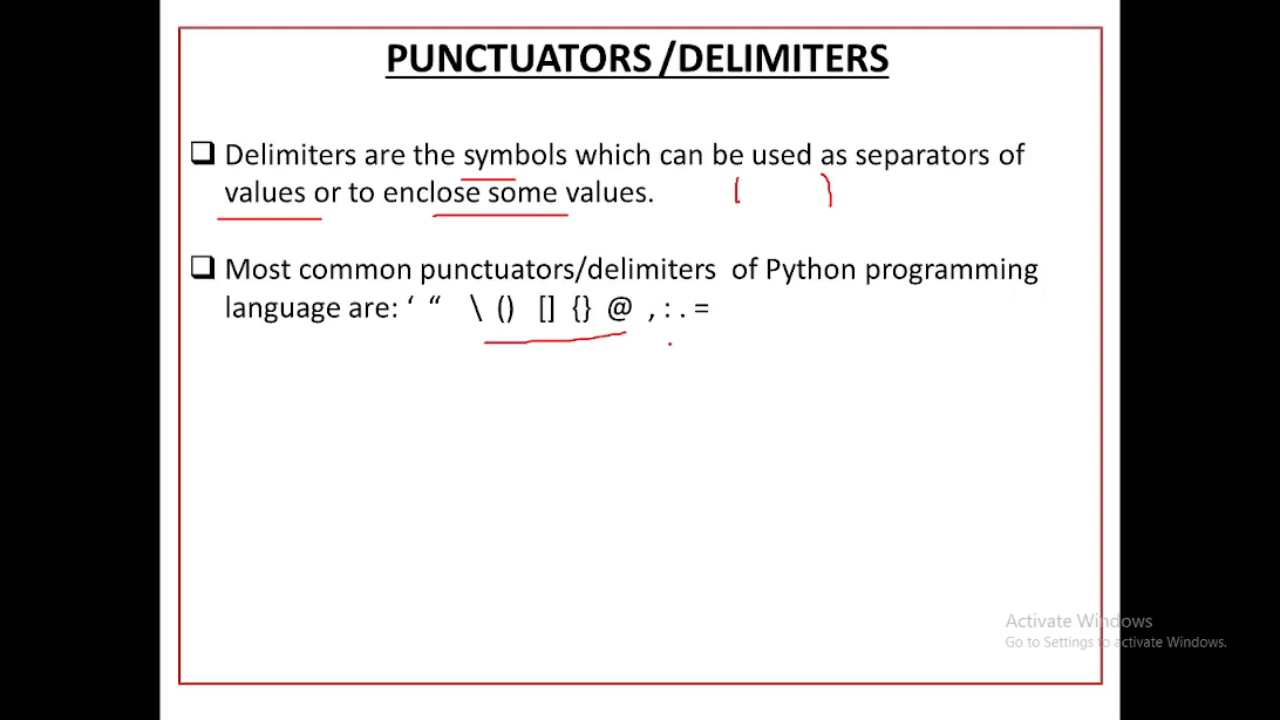 PUNCTUATORS /DELIMITERS
Delimiters are the symbols which can be used as separators of
values or to enclose some values. ( )
Most common punctuators/delimiters of Python programming
language are: ‘ “ \ () [] {} @ , : . =
Activate Windows
Go to Settings to activate Windows.